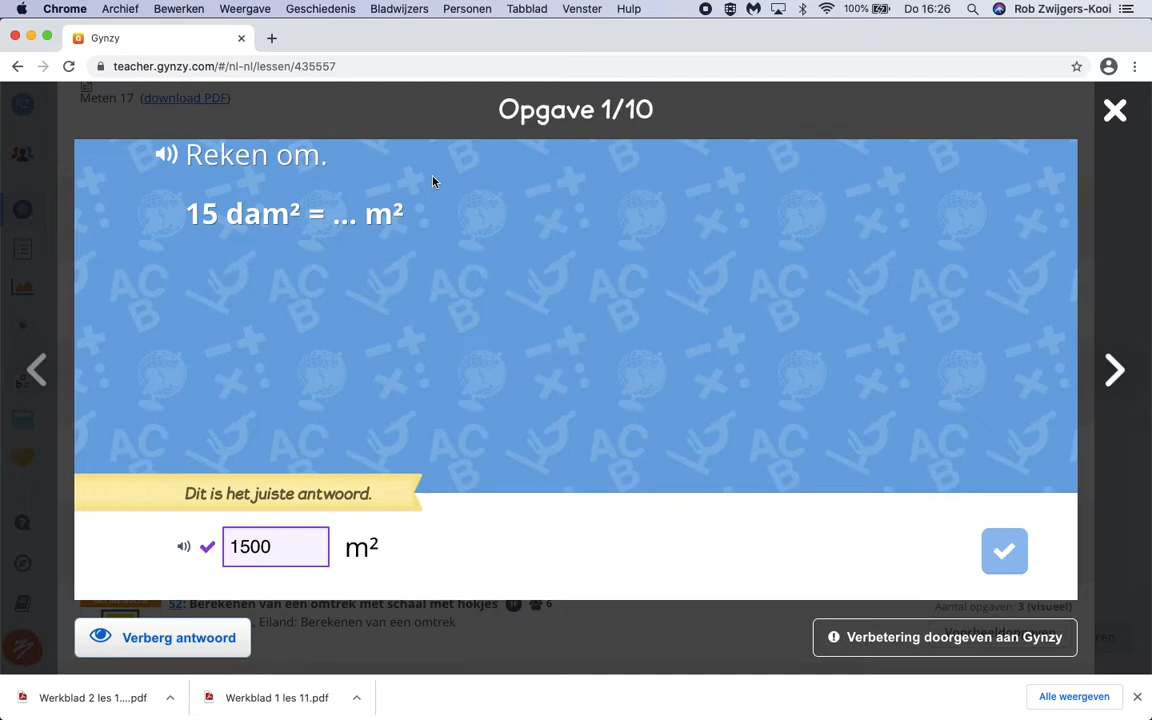 Chrome Archief Bewerken Weergave Geschiedenis Bladwijzers Personen Tabblad Venster Hulp 100% Do 16:26 Rob Zwijgers-Kooi
Gynzy
teacher.gynzy.com/#/nl-nl/lessen/435557
Meten 17 (download PDF)
Opgave 1/10
Reken om.
15 dam² = ... m²
Dit is het juiste antwoord.
1500 m²
S2: Berekenen van een omtrek met schaal met hokjes 6
Aantal opgaven: 3 (visueel)
, Eiland: Berekenen van een omtrek
Verberg antwoord
Verbetering doorgeven aan Gynzy
Werkblad 2 les 1....pdf
Werkblad 1 les 11.pdf
Alle weergeven